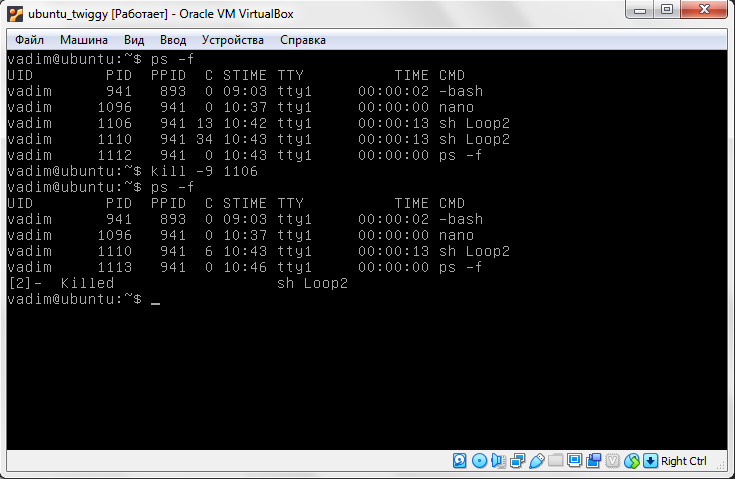 ubuntu_twiggy [Работает] - Oracle VM VirtualBox
Файл Машина Вид Ввод Устройства Справка
vadim@ubuntu:~$ ps -f
UID        PID  PPID  C STIME TTY          TIME CMD
vadim      941   893  0 09:03 tty1     00:00:02 -bash
vadim     1096   941  0 10:37 tty1     00:00:00 nano
vadim     1106   941 13 10:42 tty1     00:00:13 sh Loop2
vadim     1110   941 34 10:43 tty1     00:00:13 sh Loop2
vadim     1112   941  0 10:43 tty1     00:00:00 ps -f
vadim@ubuntu:~$ kill -9 1106
vadim@ubuntu:~$ ps -f
UID        PID  PPID  C STIME TTY          TIME CMD
vadim      941   893  0 09:03 tty1     00:00:02 -bash
vadim     1096   941  0 10:37 tty1     00:00:00 nano
vadim     1110   941  6 10:43 tty1     00:00:13 sh Loop2
vadim     1113   941  0 10:46 tty1     00:00:00 ps -f
[2]-  Killed                  sh Loop2
vadim@ubuntu:~$ _
Right Ctrl